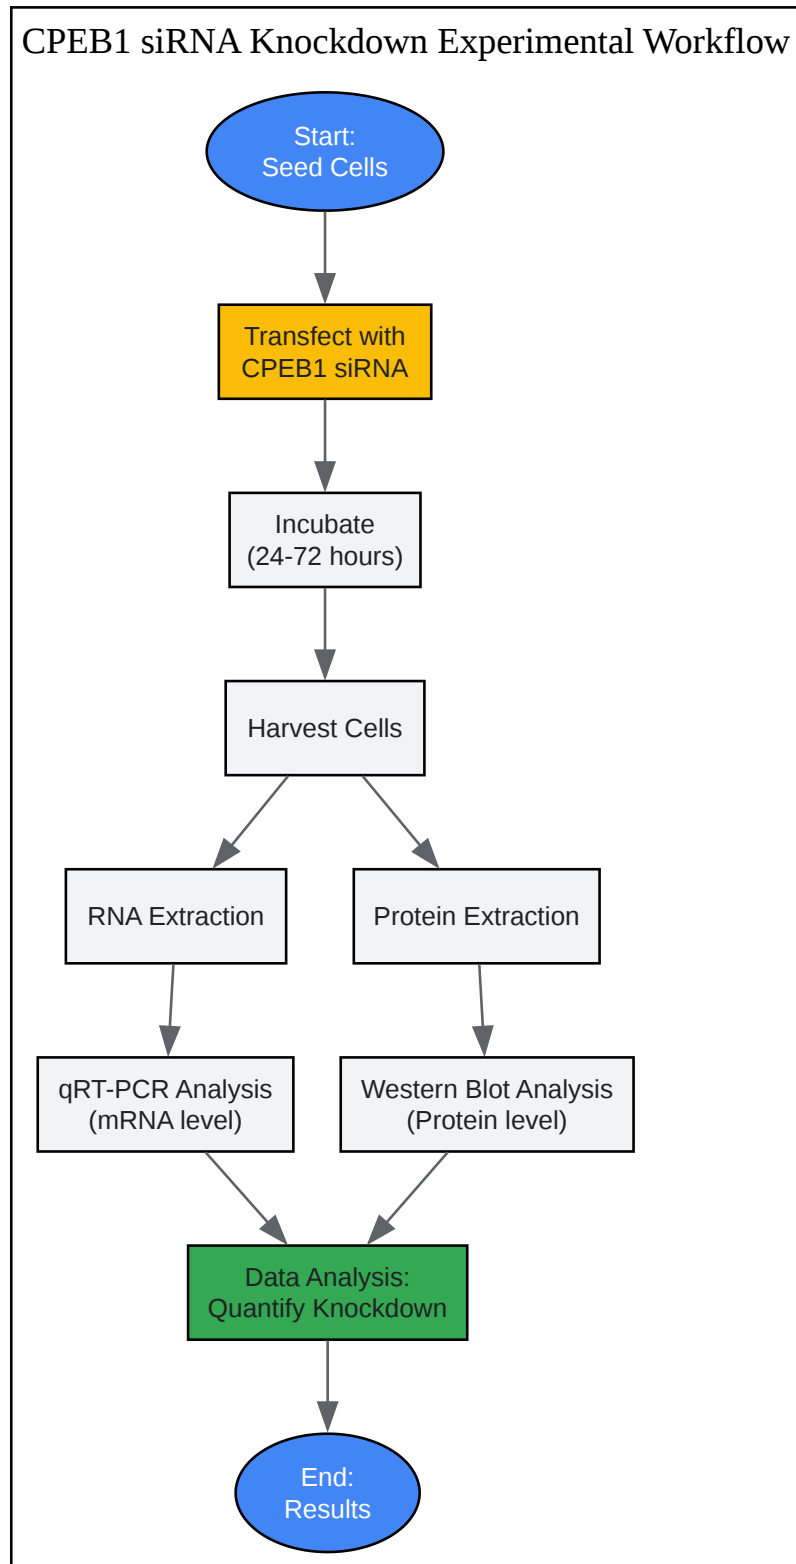 CPEB1 siRNA Knockdown Experimental Workflow
Start:
Seed Cells
Transfect with
CPEB1 siRNA
Incubate
(24-72 hours)
Harvest Cells
RNA Extraction
Protein Extraction
qRT-PCR Analysis
(mRNA level)
Western Blot Analysis
(Protein level)
Data Analysis:
Quantify Knockdown
End:
Results